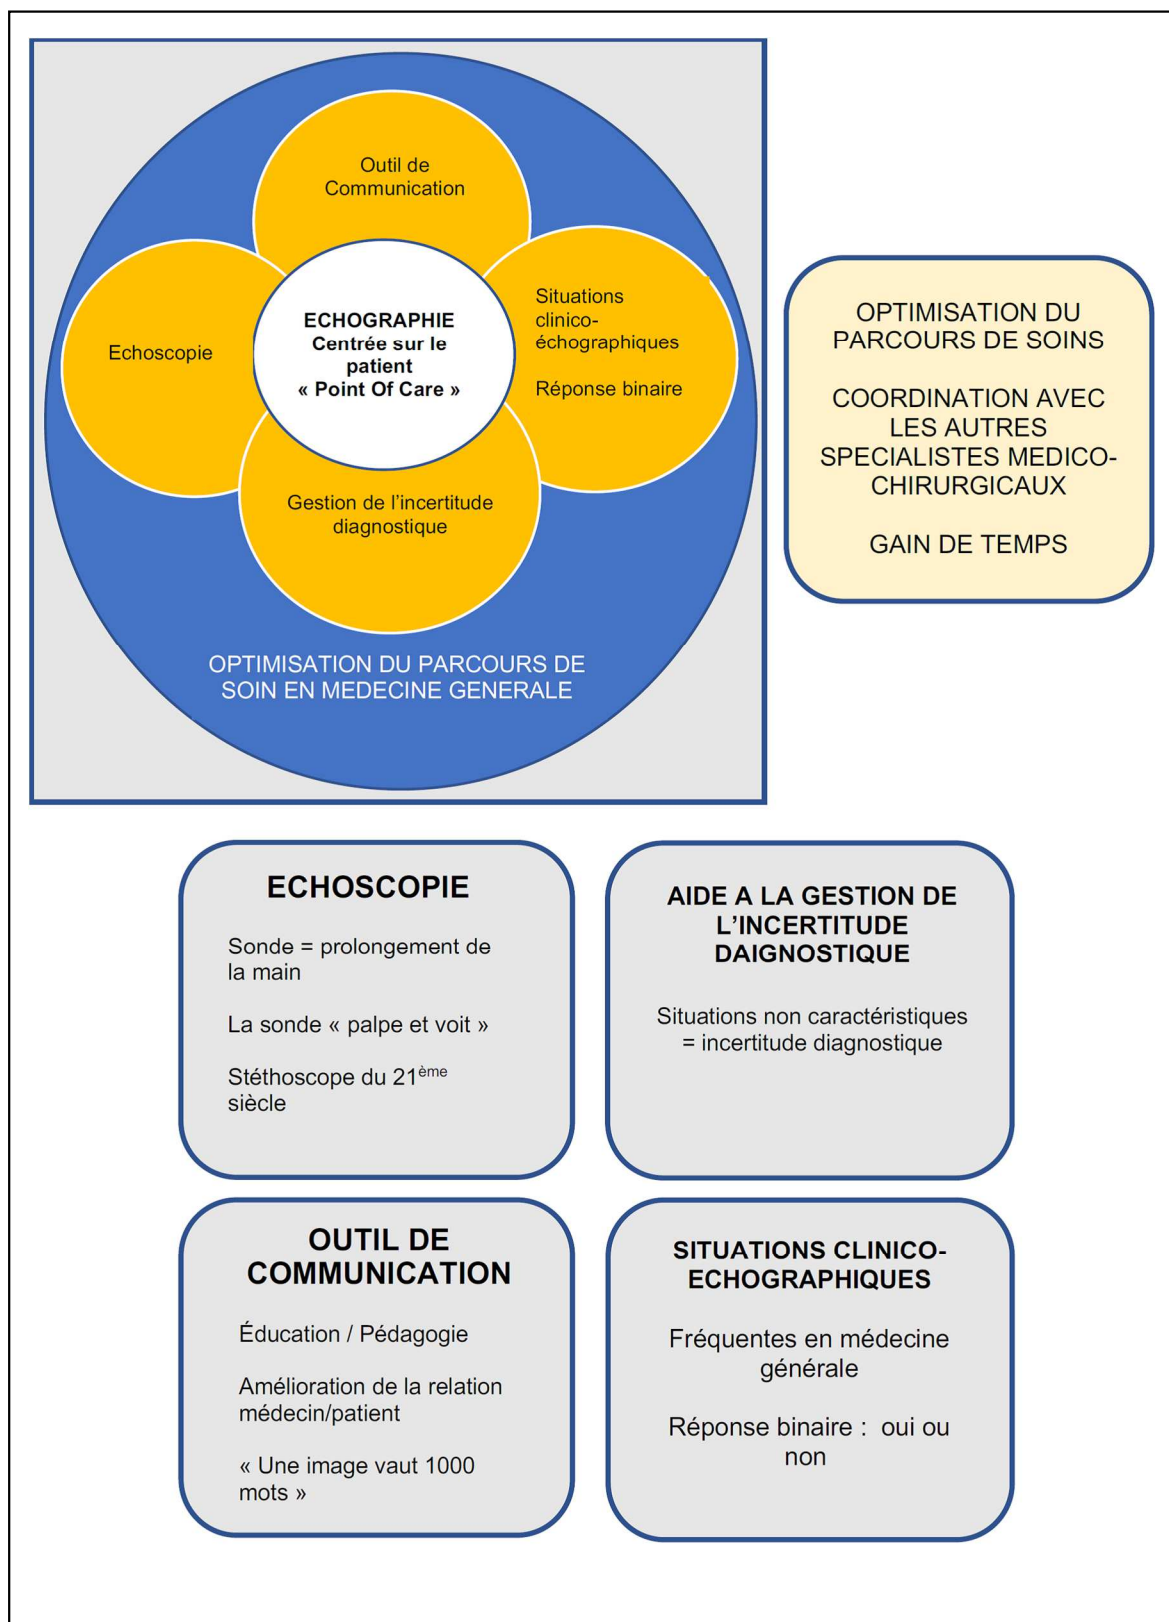 Outil de
Communication
Echoscopie
ECHOGRAPHIE
Centrée sur le
patient
« Point Of Care »
Situations
clinico-
échographiques
Réponse binaire
Gestion de l’incertitude
diagnostique
OPTIMISATION DU PARCOURS DE
SOIN EN MEDECINE GENERALE
OPTIMISATION DU
PARCOURS DE SOINS
COORDINATION AVEC
LES AUTRES
SPECIALISTES MEDICO-
CHIRURGICAUX
GAIN DE TEMPS
ECHOSCOPIE
Sonde = prolongement de
la main
La sonde « palpe et voit »
Stéthoscope du 21ème
siècle
AIDE A LA GESTION DE
L’INCERTITUDE
DAIGNOSTIQUE
Situations non caractéristiques
= incertitude diagnostique
OUTIL DE
COMMUNICATION
Éducation / Pédagogie
Amélioration de la relation
médecin/patient
« Une image vaut 1000
mots »
SITUATIONS CLINICO-
ECHOGRAPHIQUES
Fréquentes en médecine
générale
Réponse binaire : oui ou
non